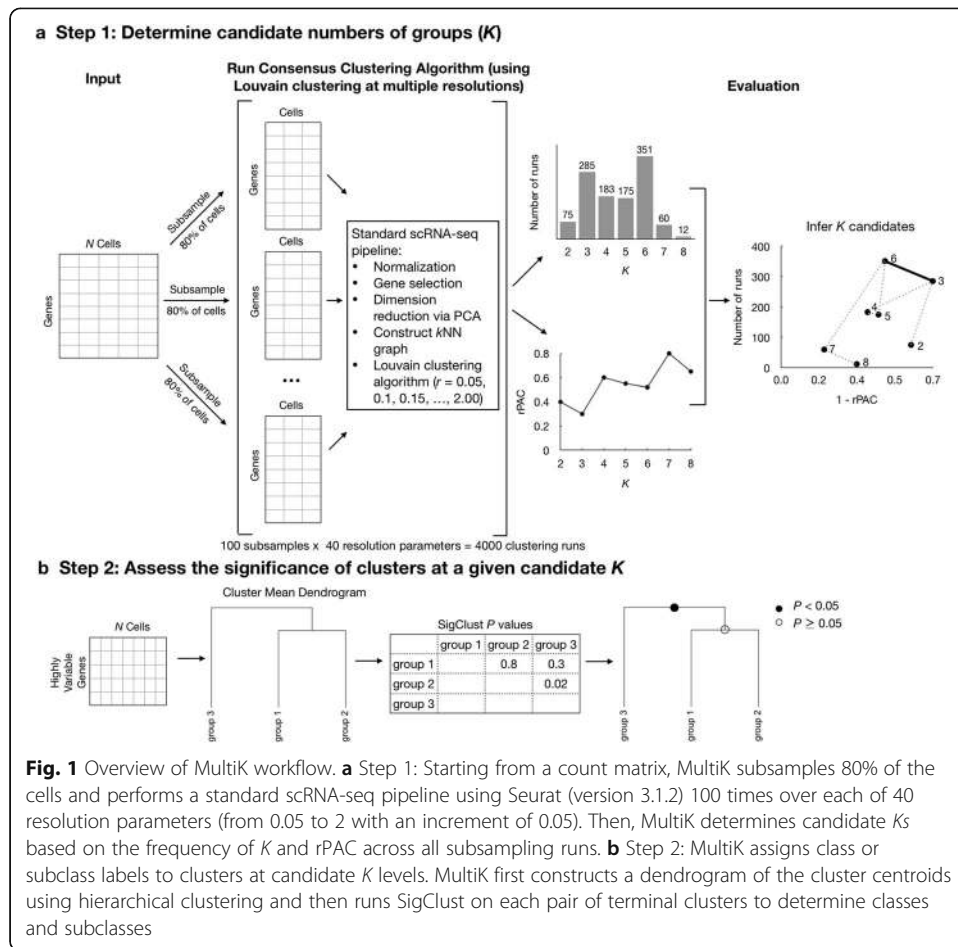 a Step 1: Determine candidate numbers of groups (K)
Input
Run Consensus Clustering Algorithm (using
Louvain clustering at multiple resolutions)
Evaluation
N Cells
Genes
Subsample
80% of cells
Subsample
80% of cells
Subsample
80% of cells
Cells
Genes
Cells
Genes
...
Cells
Genes
Standard scRNA-seq
pipeline:
• Normalization
• Gene selection
• Dimension
reduction via PCA
• Construct kNN
graph
• Louvain clustering
algorithm (r = 0.05,
0.1, 0.15, ..., 2.00)
Number of runs
75
285
183
175
351
60
12
2 3 4 5 6 7 8
K
rPAC
0.8
0.6
0.4
0.2
0
2 3 4 5 6 7 8
K
Infer K candidates
Number of runs
400
300
200
100
0
6
3
4
5
2
7
8
0.0 0.2 0.4 0.5 0.7
1 - rPAC
100 subsamples x 40 resolution parameters = 4000 clustering runs
b Step 2: Assess the significance of clusters at a given candidate K
N Cells
Highly
Variable
Genes
Cluster Mean Dendrogram
group 3
group 1
group 2
SigClust P values
group 1 group 2 group 3
group 1 0.8 0.3
group 2 0.02
group 3
group 3
group 1
group 2
P < 0.05
P ≥ 0.05
Fig. 1 Overview of MultiK workflow. a Step 1: Starting from a count matrix, MultiK subsamples 80% of the
cells and performs a standard scRNA-seq pipeline using Seurat (version 3.1.2) 100 times over each of 40
resolution parameters (from 0.05 to 2 with an increment of 0.05). Then, MultiK determines candidate Ks
based on the frequency of K and rPAC across all subsampling runs. b Step 2: MultiK assigns class or
subclass labels to clusters at candidate K levels. MultiK first constructs a dendrogram of the cluster centroids
using hierarchical clustering and then runs SigClust on each pair of terminal clusters to determine classes
and subclasses